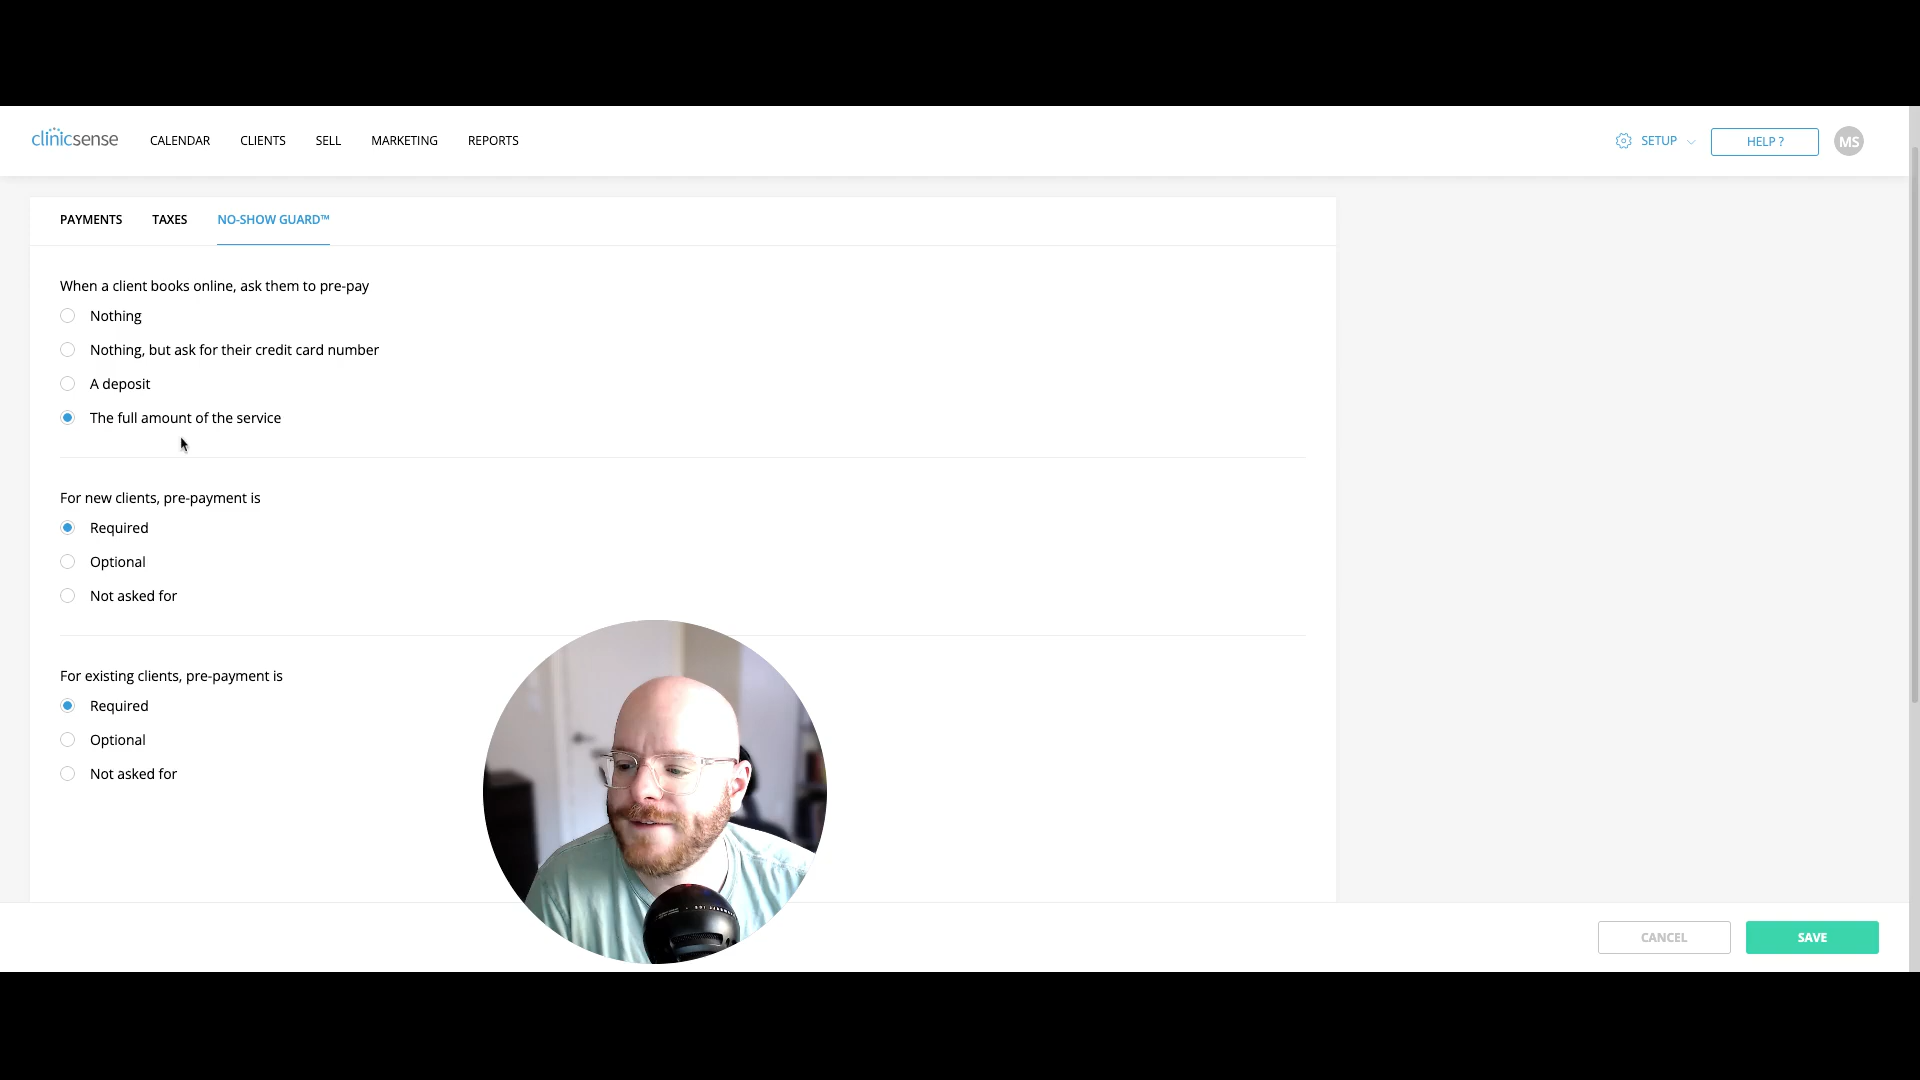 clinicsense CALENDAR CLIENTS SELL MARKETING REPORTS SETUP HELP ? MS
PAYMENTS TAXES NO-SHOW GUARD™
When a client books online, ask them to pre-pay
Nothing
Nothing, but ask for their credit card number
A deposit
The full amount of the service
For new clients, pre-payment is
Required
Optional
Not asked for
For existing clients, pre-payment is
Required
Optional
Not asked for
CANCEL SAVE